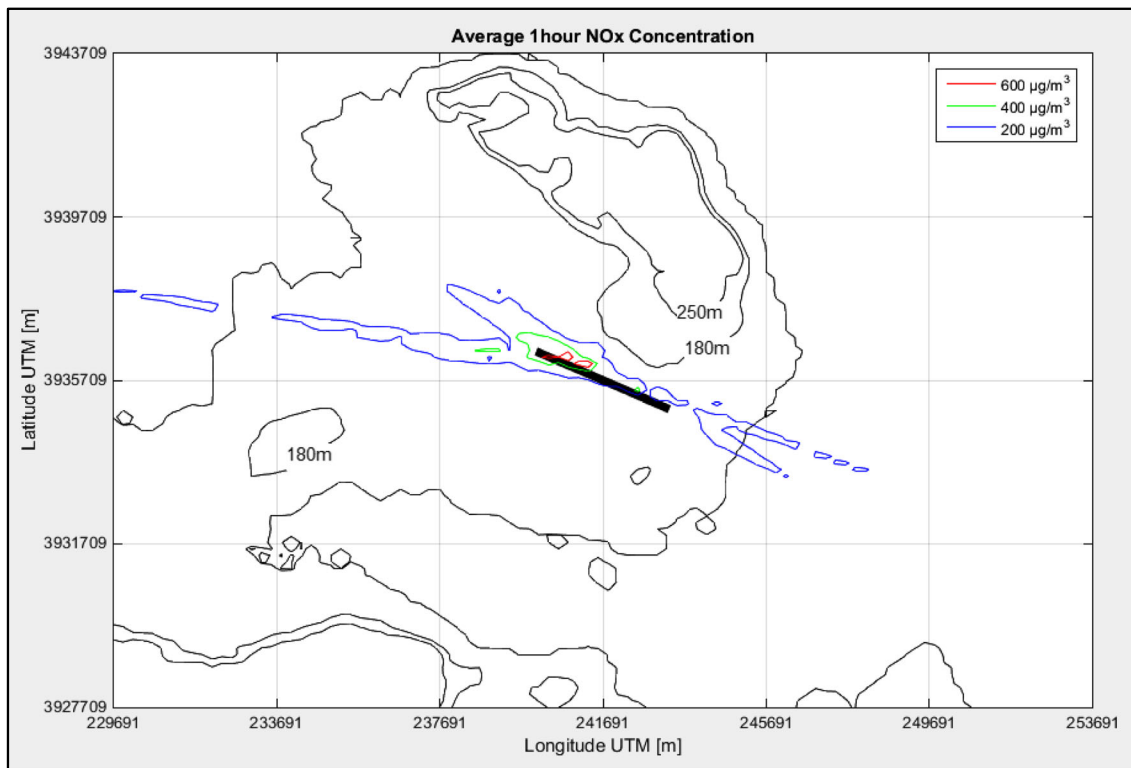 Average 1hour NOx Concentration
3943709
3939709
3935709
3931709
3927709
Latitude UTM [m]
600 µg/m³
400 µg/m³
200 µg/m³
250m
180m
180m
229691 233691 237691 241691 245691 249691 253691
Longitude UTM [m]